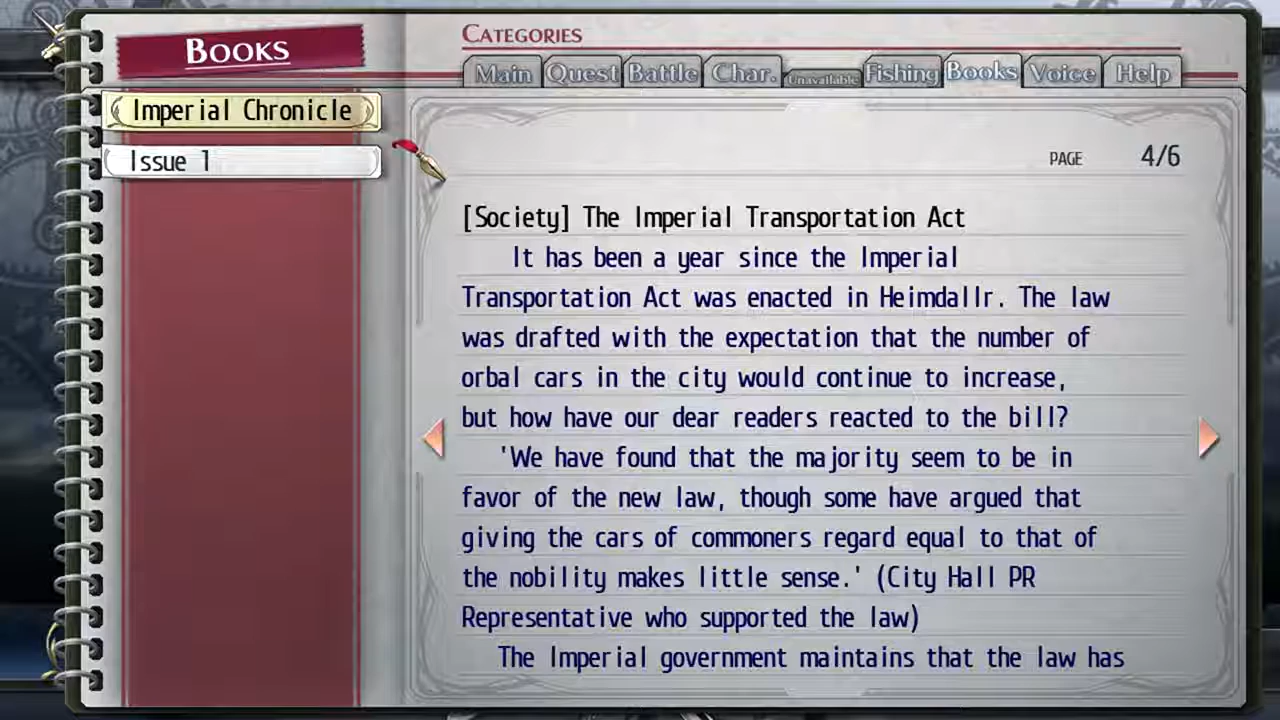 BOOKS
CATEGORIES
Main Quest Battle Char. Unavailable Fishing Books Voice Help
Imperial Chronicle
Issue 1
PAGE 4/6
[Society] The Imperial Transportation Act
It has been a year since the Imperial
Transportation Act was enacted in Heimdallr. The law
was drafted with the expectation that the number of
orbal cars in the city would continue to increase,
but how have our dear readers reacted to the bill?
'We have found that the majority seem to be in
favor of the new law, though some have argued that
giving the cars of commoners regard equal to that of
the nobility makes little sense.' (City Hall PR
Representative who supported the law)
The Imperial government maintains that the law has